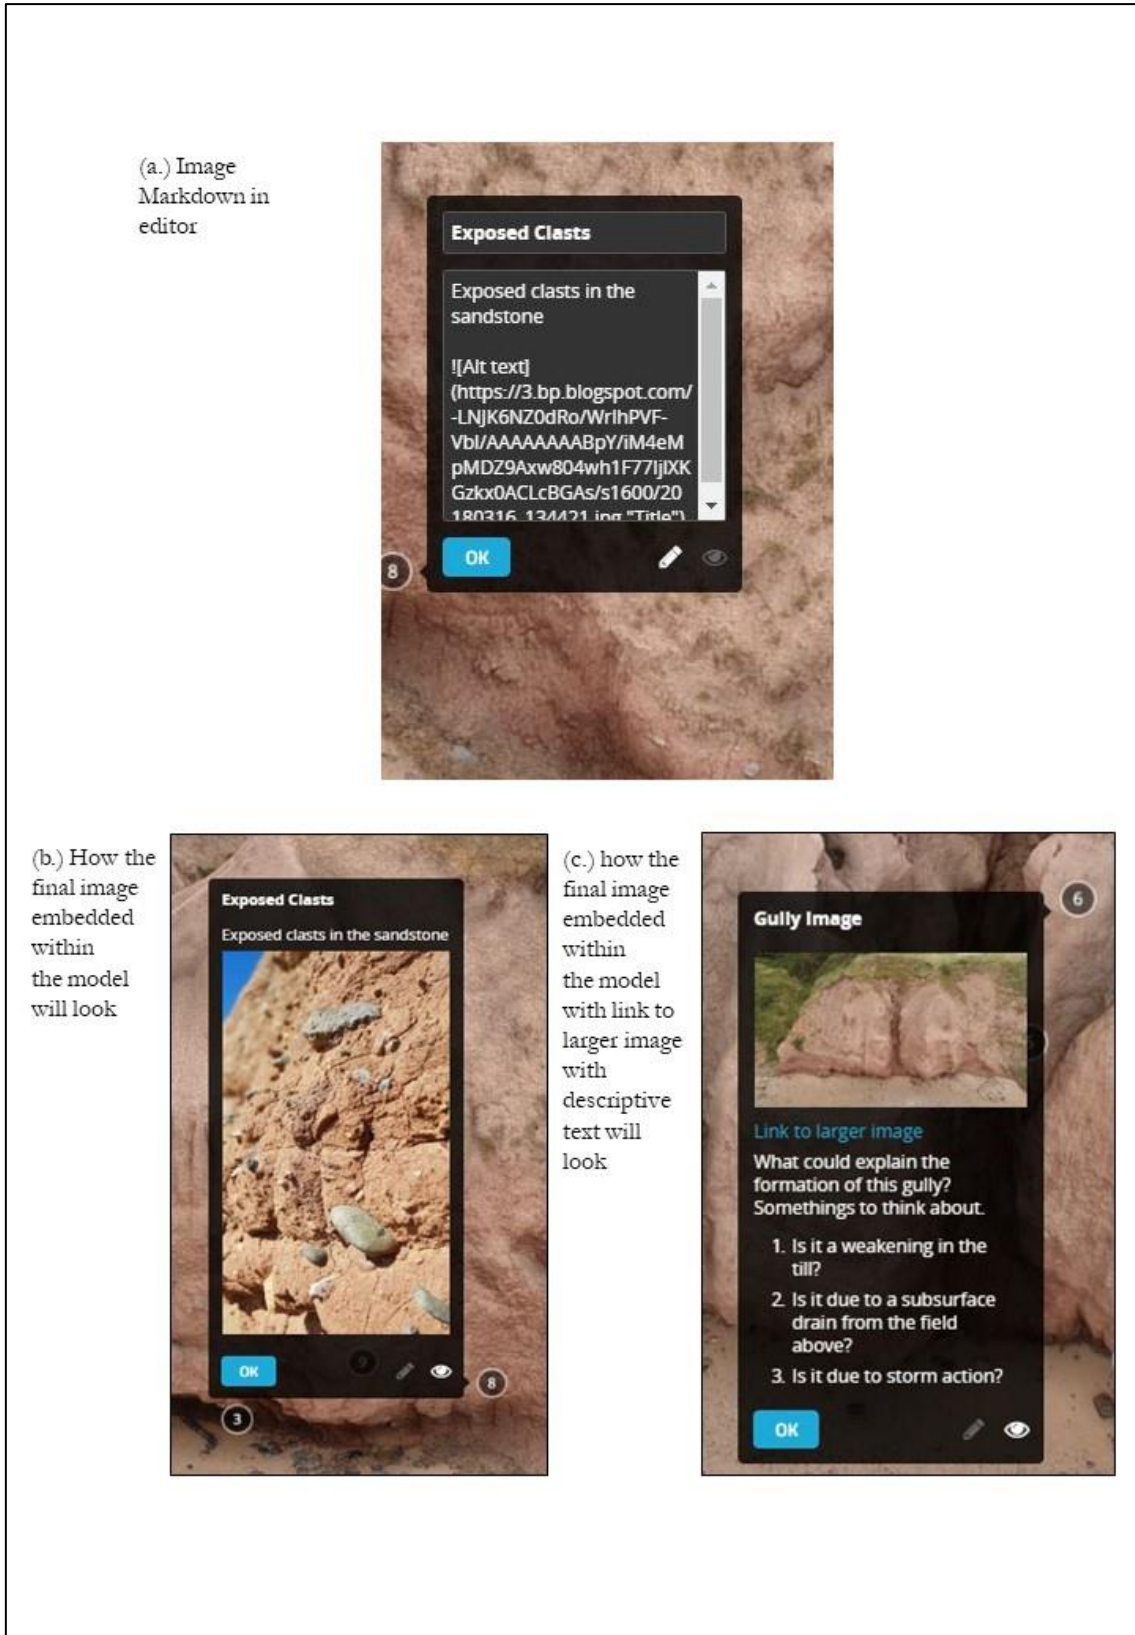 (a.) Image
Markdown in
editor
Exposed Clasts
Exposed clasts in the
sandstone
![Alt text]
(https://3.bp.blogspot.com/
-LNJK6NZ0dRo/WrIhPVF-
VbI/AAAAAAAABpY/iM4eM
pMDZ9Axw804wh1F77IjIXK
Gzkx0ACLcBGAs/s1600/20
180316_134421.jpg "Title")
OK
8
(b.) How the
final image
embedded
within
the model
will look
Exposed Clasts
Exposed clasts in the sandstone
OK
9
8
3
(c.) how the
final image
embedded
within
the model
with link to
larger image
with
descriptive
text will
look
6
Gully Image
Link to larger image
What could explain the
formation of this gully?
Somethings to think about.
1. Is it a weakening in the
till?
2. Is it due to a subsurface
drain from the field
above?
3. Is it due to storm action?
OK